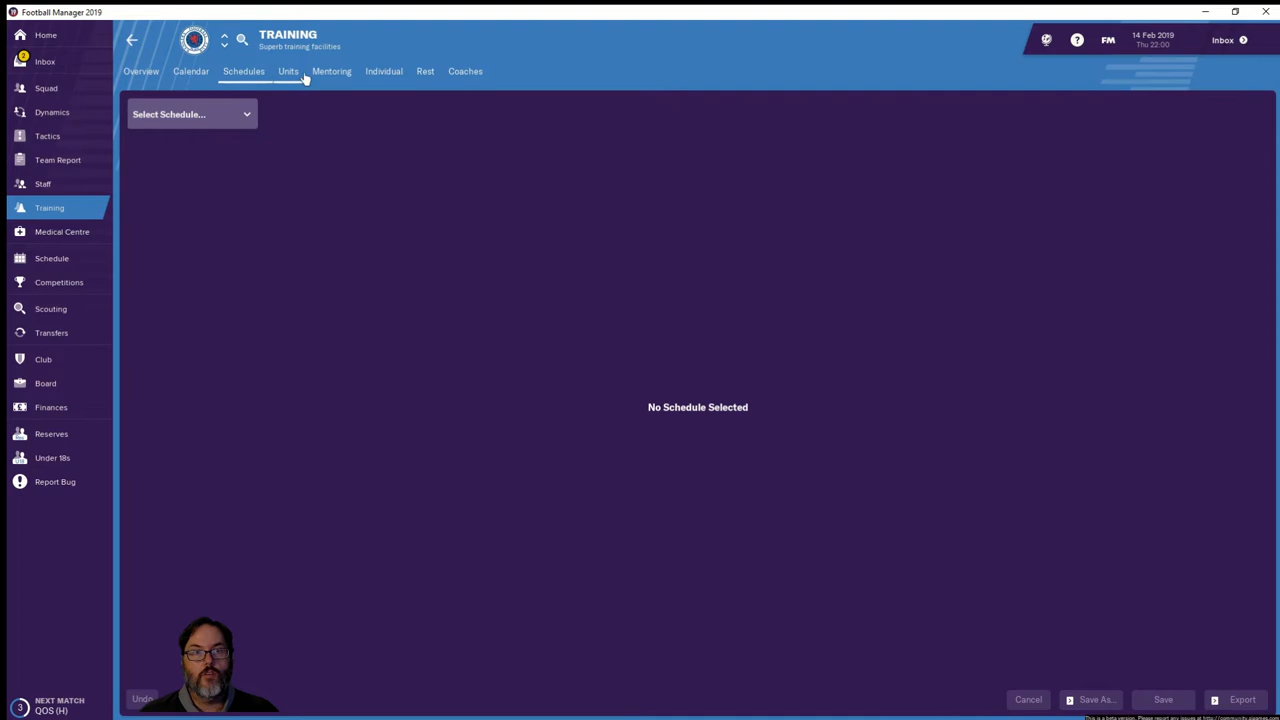 Football Manager 2019
Home
2
Inbox
Squad
Dynamics
Tactics
Team Report
Staff
Training
Medical Centre
Schedule
Competitions
Scouting
Transfers
Club
Board
Finances
Reserves
Under 18s
Report Bug
3
NEXT MATCH
QOS (H)
TRAINING
Superb training facilities
14 Feb 2019
Thu 22:00
FM
Inbox
Overview
Calendar
Schedules
Units
Mentoring
Individual
Rest
Coaches
Select Schedule...
No Schedule Selected
Undo
Cancel
Save As...
Save
Export